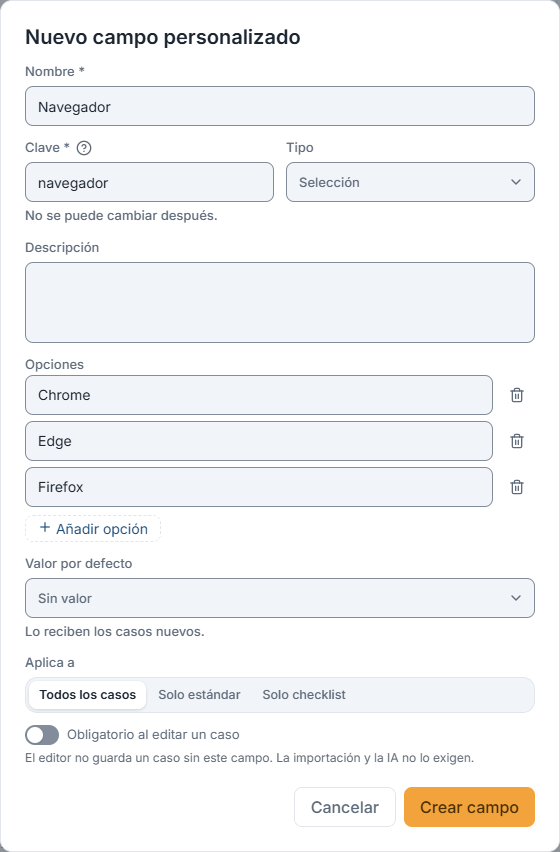 Nuevo campo personalizado
Nombre *
Navegador
Clave *
Tipo
navegador
Selección
No se puede cambiar después.
Descripción
Opciones
Chrome
Edge
Firefox
+ Añadir opción
Valor por defecto
Sin valor
Lo reciben los casos nuevos.
Aplica a
Todos los casos Solo estándar Solo checklist
Obligatorio al editar un caso
El editor no guarda un caso sin este campo. La importación y la IA no lo exigen.
Cancelar Crear campo